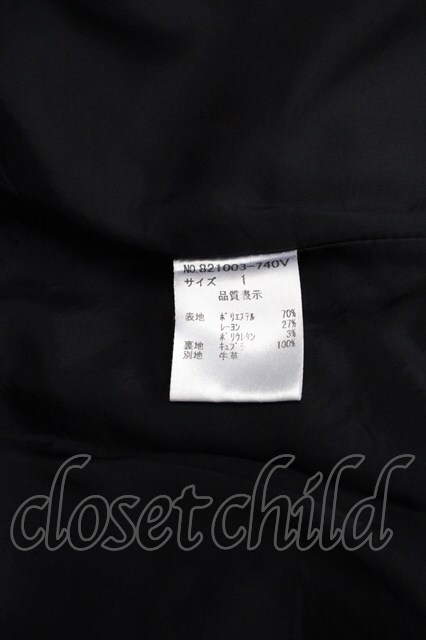 NO.821003-740V
サイズ 1
品質表示
表地 ポリエステル 70%
レーヨン 27%
ポリウレタン 3%
裏地 キュプラ 100%
別地 牛革
closetchild